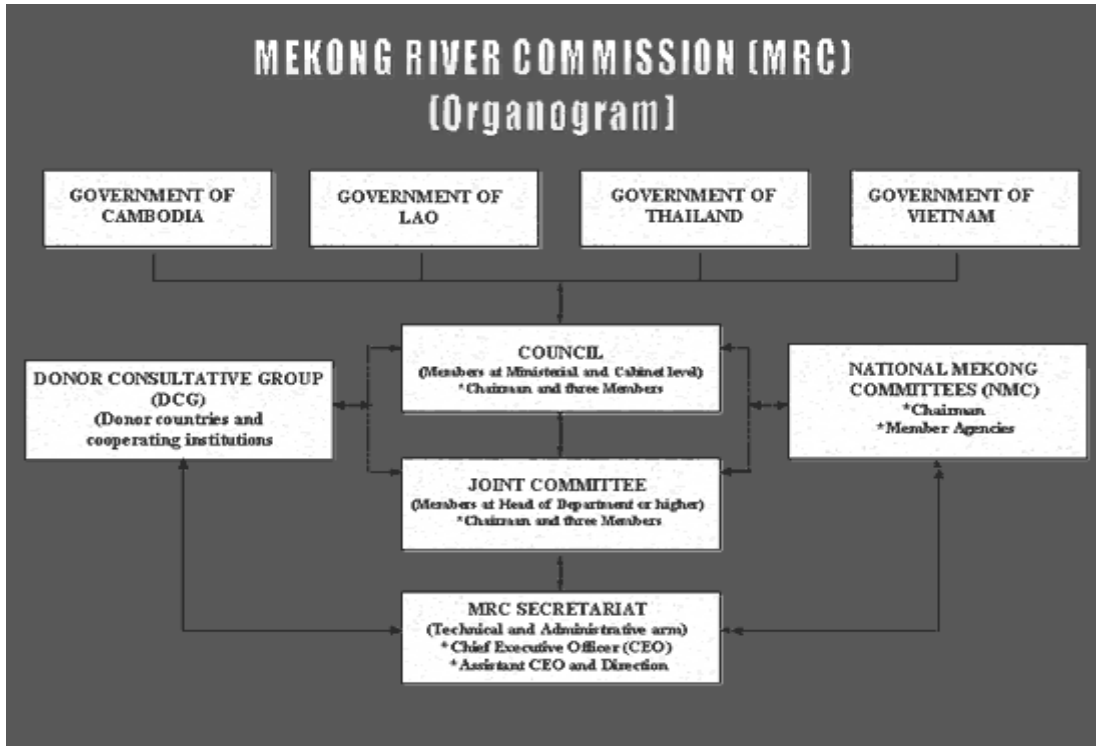 MEKONG RIVER COMMISSION (MRC)
(Organogram)
GOVERNMENT OF
CAMBODIA
GOVERNMENT OF
LAO
GOVERNMENT OF
THAILAND
GOVERNMENT OF
VIETNAM
COUNCIL
(Members at Ministerial and Cabinet level)
*Chairman and three Members
DONOR CONSULTATIVE GROUP
(DCG)
(Donor countries and
cooperating institutions
NATIONAL MEKONG
COMMITTEES (NMC)
*Chairman
*Member Agencies
JOINT COMMITTEE
(Members at Head of Department or higher)
*Chairman and three Members
MRC SECRETARIAT
(Technical and Administrative arm)
*Chief Executive Officer (CEO)
*Assistant CEO and Direction